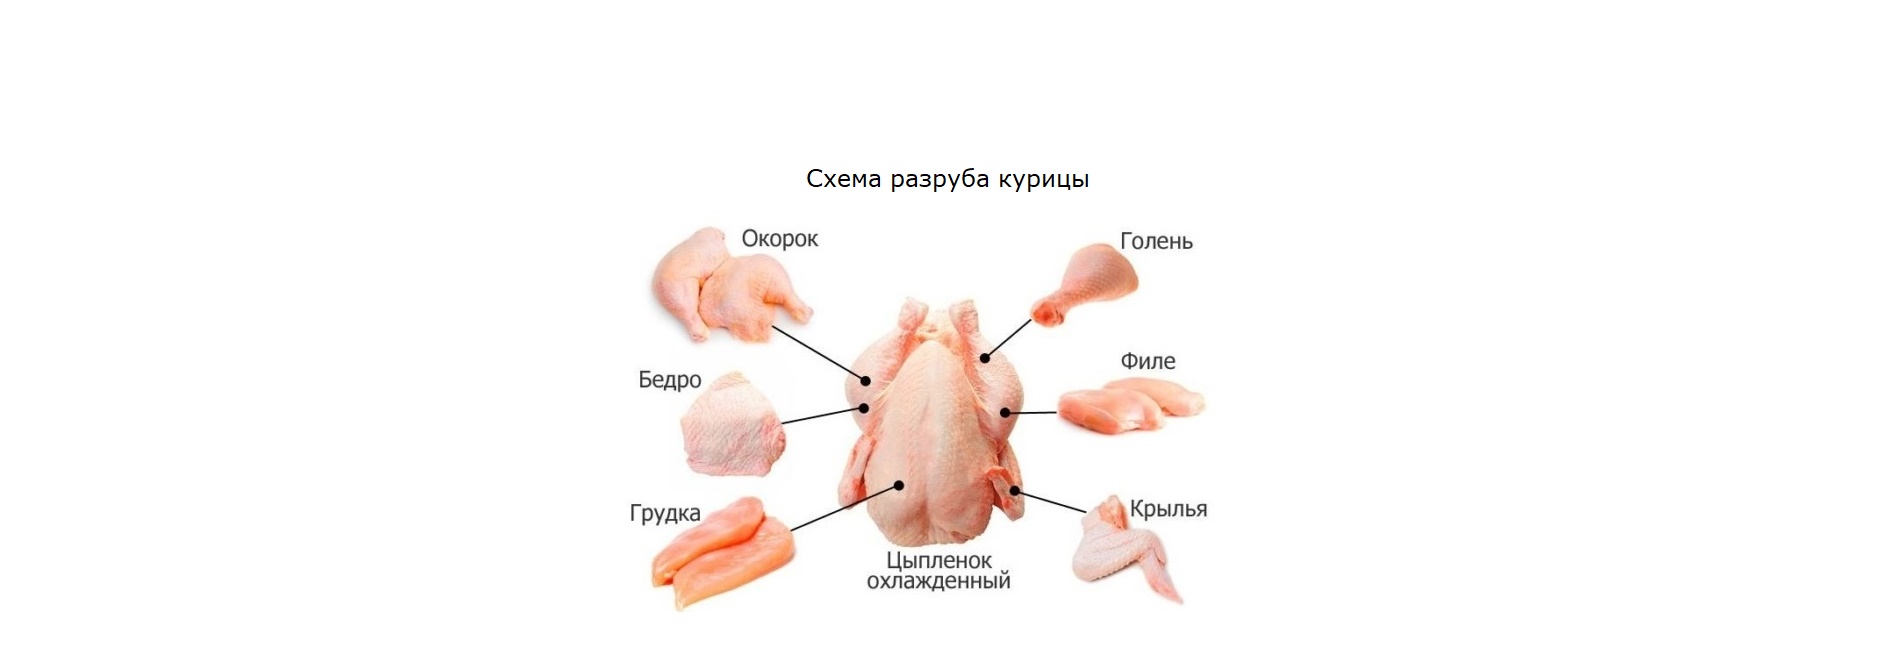 Схема разруба курицы
Окорок
Голень
Филе
Бедро
Грудка
Крылья
Цыпленок
охлажденный